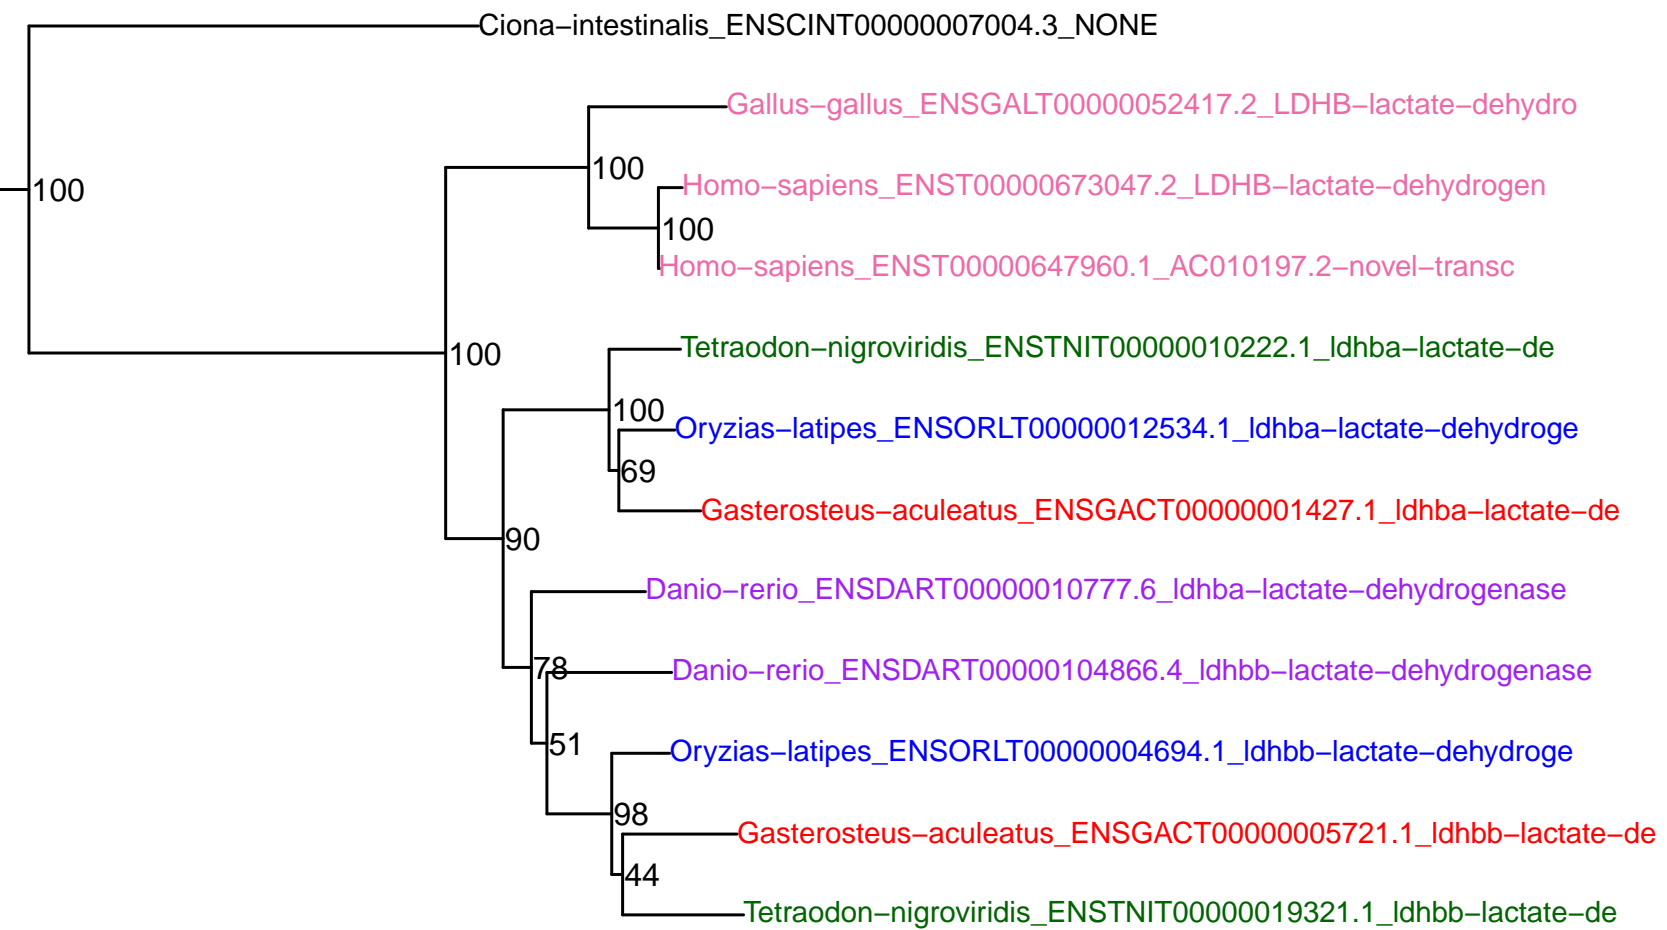 Ciona−intestinalis_ENSCINT00000007004.3_NONE
Gallus−gallus_ENSGALT00000052417.2_LDHB−lactate−dehydro
100
Homo−sapiens_ENST00000673047.2_LDHB−lactate−dehydrogen
100
100
Homo−sapiens_ENST00000647960.1_AC010197.2−novel−transc
Tetraodon−nigroviridis_ENSTNIT00000010222.1_ldhba−lactate−de
100
100
Oryzias−latipes_ENSORLT00000012534.1_ldhba−lactate−dehydroge
69
Gasterosteus−aculeatus_ENSGACT00000001427.1_ldhba−lactate−de
90
Danio−rerio_ENSDART00000010777.6_ldhba−lactate−dehydrogenase
78
Danio−rerio_ENSDART00000104866.4_ldhbb−lactate−dehydrogenase
51
Oryzias−latipes_ENSORLT00000004694.1_ldhbb−lactate−dehydroge
98
Gasterosteus−aculeatus_ENSGACT00000005721.1_ldhbb−lactate−de
44
Tetraodon−nigroviridis_ENSTNIT00000019321.1_ldhbb−lactate−de